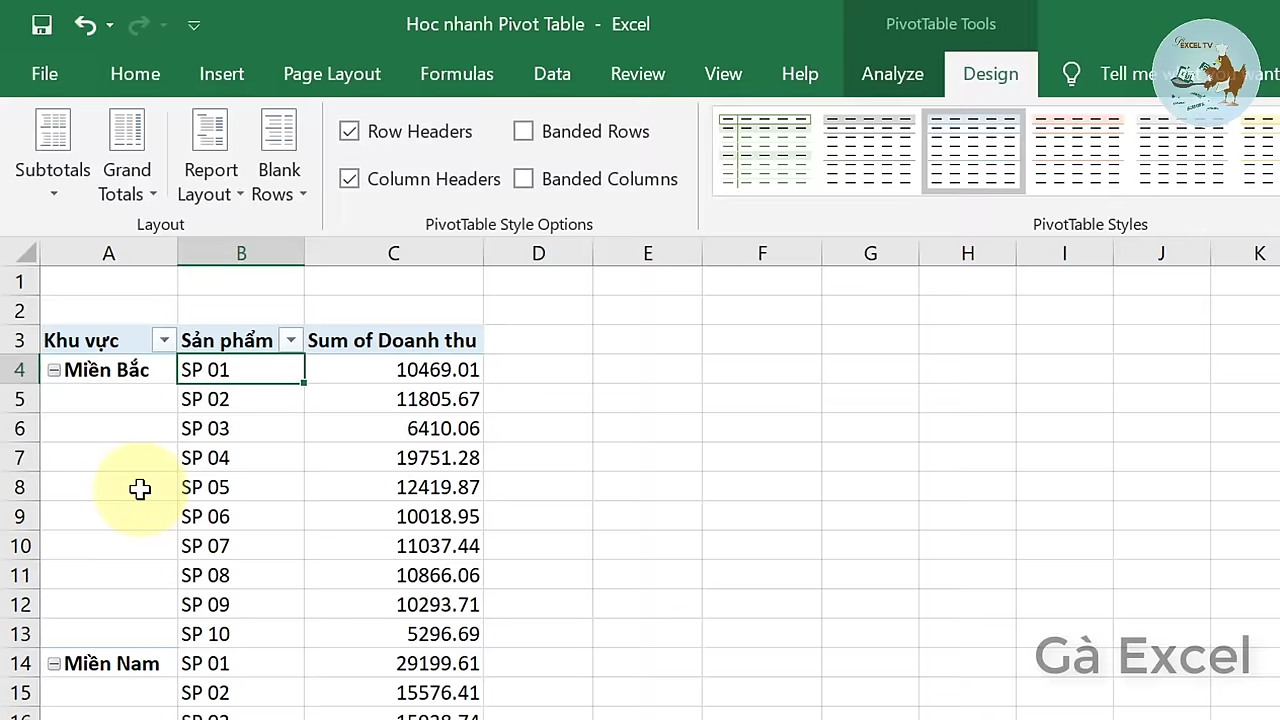 Hoc nhanh Pivot Table - Excel
PivotTable Tools
EXCEL TV
File Home Insert Page Layout Formulas Data Review View Help Analyze Design Tell me what you want
Subtotals
Grand Totals
Report Layout
Blank Rows
Row Headers
Banded Rows
Column Headers
Banded Columns
Layout
PivotTable Style Options
PivotTable Styles
A B C D E F G H I J K
1
2
3 Khu vực Sản phẩm Sum of Doanh thu
4 Miền Bắc SP 01 10469.01
5 SP 02 11805.67
6 SP 03 6410.06
7 SP 04 19751.28
8 SP 05 12419.87
9 SP 06 10018.95
10 SP 07 11037.44
11 SP 08 10866.06
12 SP 09 10293.71
13 SP 10 5296.69
14 Miền Nam SP 01 29199.61
15 SP 02 15576.41
Gà Excel